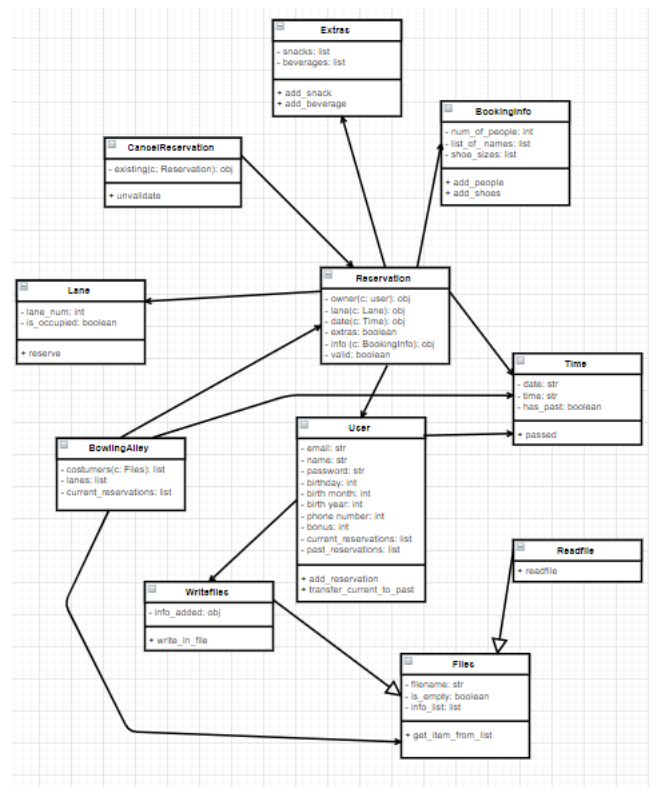 Extras
- snacks: list
- beverages: list
+ add_snack
+ add_beverage
BookingInfo
- num_of_people: int
- list_of_names: list
- shoe_sizes: list
+ add_people
+ add_shoes
CancelReservation
- existing(c: Reservation): obj
+ unvalidate
Reservation
- owner(c: user): obj
- lane(c: Lane): obj
- date(c: Time): obj
- extras: boolean
- info (c: BookingInfo): obj
- valid: boolean
Lane
- lane_num: int
- is_occupied: boolean
+ reserve
Time
- date: str
- time: str
- has_past: boolean
+ passed
User
- email: str
- name: str
- password: str
- birthday: int
- birth month: int
- birth year: int
- phone number: int
- bonus: int
- current_reservations: list
- past_reservations: list
+ add_reservation
+ transfer_current_to_past
BowlingAlley
- costumers(c: Files): list
- lanes: list
- current_reservations: list
Readfile
+ readfile
Writefiles
- info_added: obj
+ write_in_file
Files
- filename: str
- is_empty: boolean
- info_list: list
+ get_item_from_list